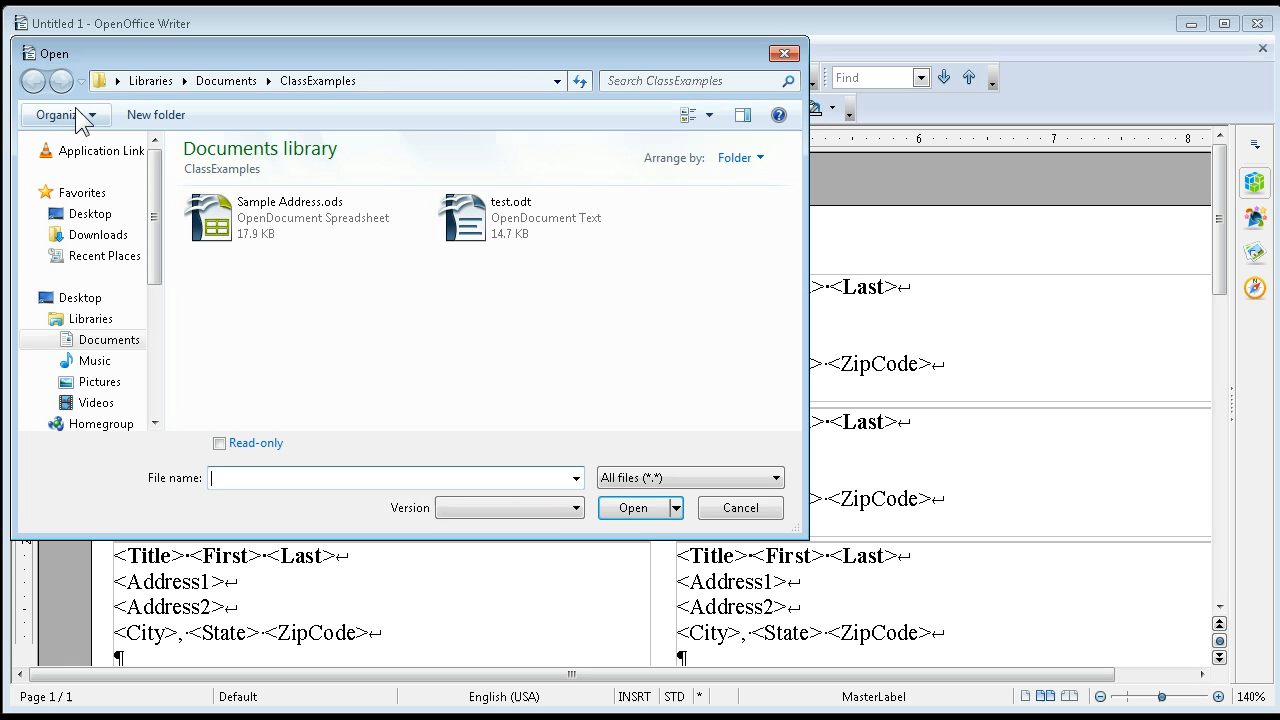 Untitled 1 - OpenOffice Writer
Open
Libraries Documents ClassExamples
Search ClassExamples
Find
Organiz
New folder
Application Link
Favorites
Desktop
Downloads
Recent Places
Desktop
Libraries
Documents
Music
Pictures
Videos
Homegroup
Documents library
ClassExamples
Arrange by: Folder
Sample Address.ods
OpenDocument Spreadsheet
17.9 KB
test.odt
OpenDocument Text
14.7 KB
Read-only
File name:
All files (*.*)
Version
Open
Cancel
6 7 8
>·<Last>↵
>·<ZipCode>↵
>·<Last>↵
>·<ZipCode>↵
<Title>·<First>·<Last>↵
<Address1>↵
<Address2>↵
<City>,·<State>·<ZipCode>↵
¶
<Title>·<First>·<Last>↵
<Address1>↵
<Address2>↵
<City>,·<State>·<ZipCode>↵
¶
Page 1 / 1
Default
English (USA)
INSRT
STD
*
MasterLabel
140%